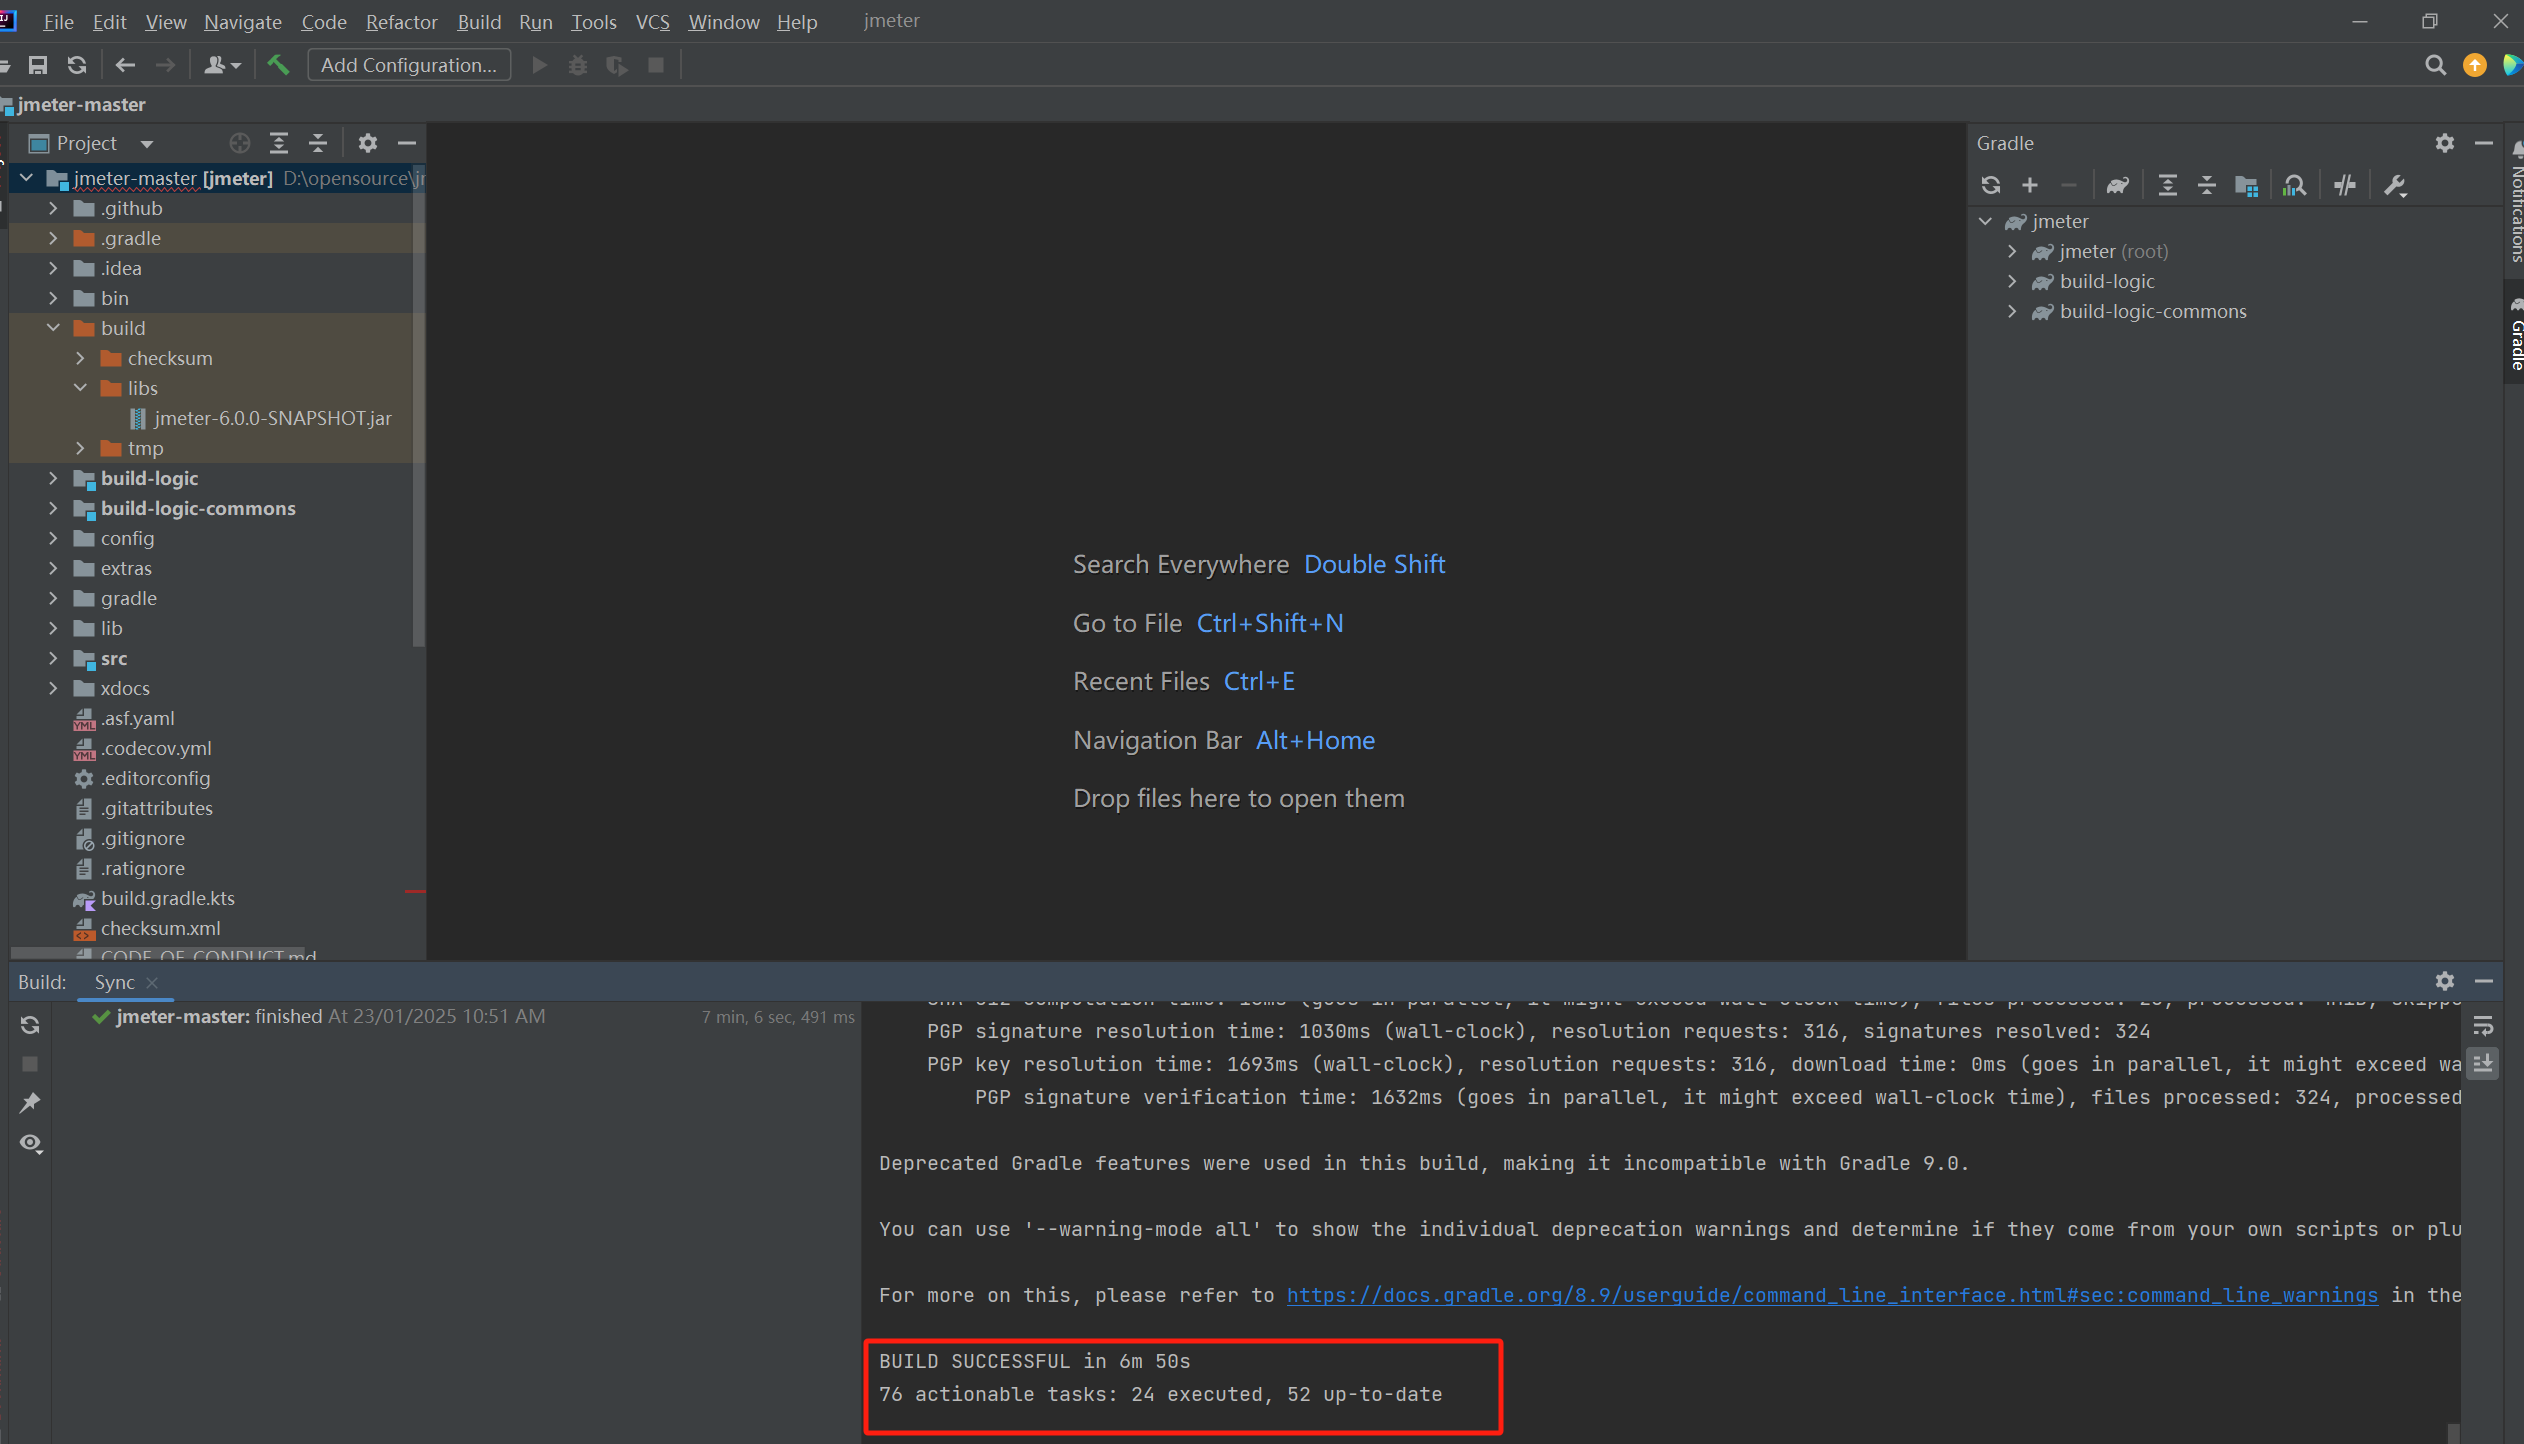 File Edit View Navigate Code Refactor Build Run Tools VCS Window Help jmeter
Add Configuration...
jmeter-master
Project
jmeter-master [jmeter] D:\opensource\
.github
.gradle
.idea
bin
build
checksum
libs
jmeter-6.0.0-SNAPSHOT.jar
tmp
build-logic
build-logic-commons
config
extras
gradle
lib
src
xdocs
.asf.yaml
.codecov.yml
.editorconfig
.gitattributes
.gitignore
.ratignore
build.gradle.kts
checksum.xml
CODE_OF_CONDUCT.md
Search Everywhere Double Shift
Go to File Ctrl+Shift+N
Recent Files Ctrl+E
Navigation Bar Alt+Home
Drop files here to open them
Gradle
jmeter
jmeter (root)
build-logic
build-logic-commons
Notifications
Gradle
Build: Sync
jmeter-master: finished At 23/01/2025 10:51 AM 7 min, 6 sec, 491 ms
PGP signature resolution time: 1030ms (wall-clock), resolution requests: 316, signatures resolved: 324
PGP key resolution time: 1693ms (wall-clock), resolution requests: 316, download time: 0ms (goes in parallel, it might exceed wa
PGP signature verification time: 1632ms (goes in parallel, it might exceed wall-clock time), files processed: 324, processed
Deprecated Gradle features were used in this build, making it incompatible with Gradle 9.0.
You can use '--warning-mode all' to show the individual deprecation warnings and determine if they come from your own scripts or plu
For more on this, please refer to https://docs.gradle.org/8.9/userguide/command_line_interface.html#sec:command_line_warnings in the
BUILD SUCCESSFUL in 6m 50s
76 actionable tasks: 24 executed, 52 up-to-date